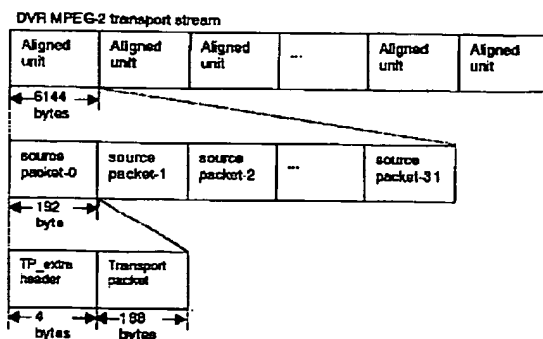 DVR MPEG-2 transport stream
Aligned unit Aligned unit Aligned unit ... Aligned unit Aligned unit
6144 bytes
source packet-0 source packet-1 source packet-2 ... source packet-31
192 byte
TP_extra header Transport packet
4 bytes 188 bytes